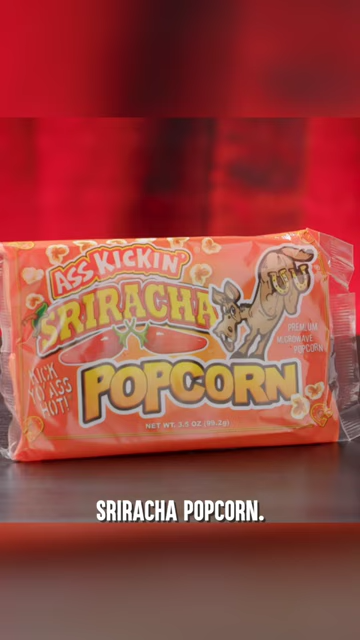 ASS KICKIN'
SRIRACHA
POPCORN
PREMIUM
MICROWAVE
POPCORN
KICK
YO' ASS
HOT!
NET WT. 3.5 OZ (99.2g)
SRIRACHA POPCORN.